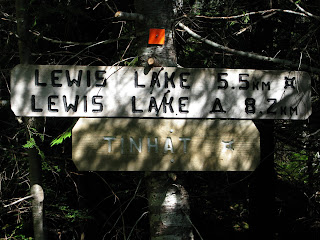 LEWIS LAKE 5.5KM
LEWIS LAKE Δ 8.2KM
TINHAT